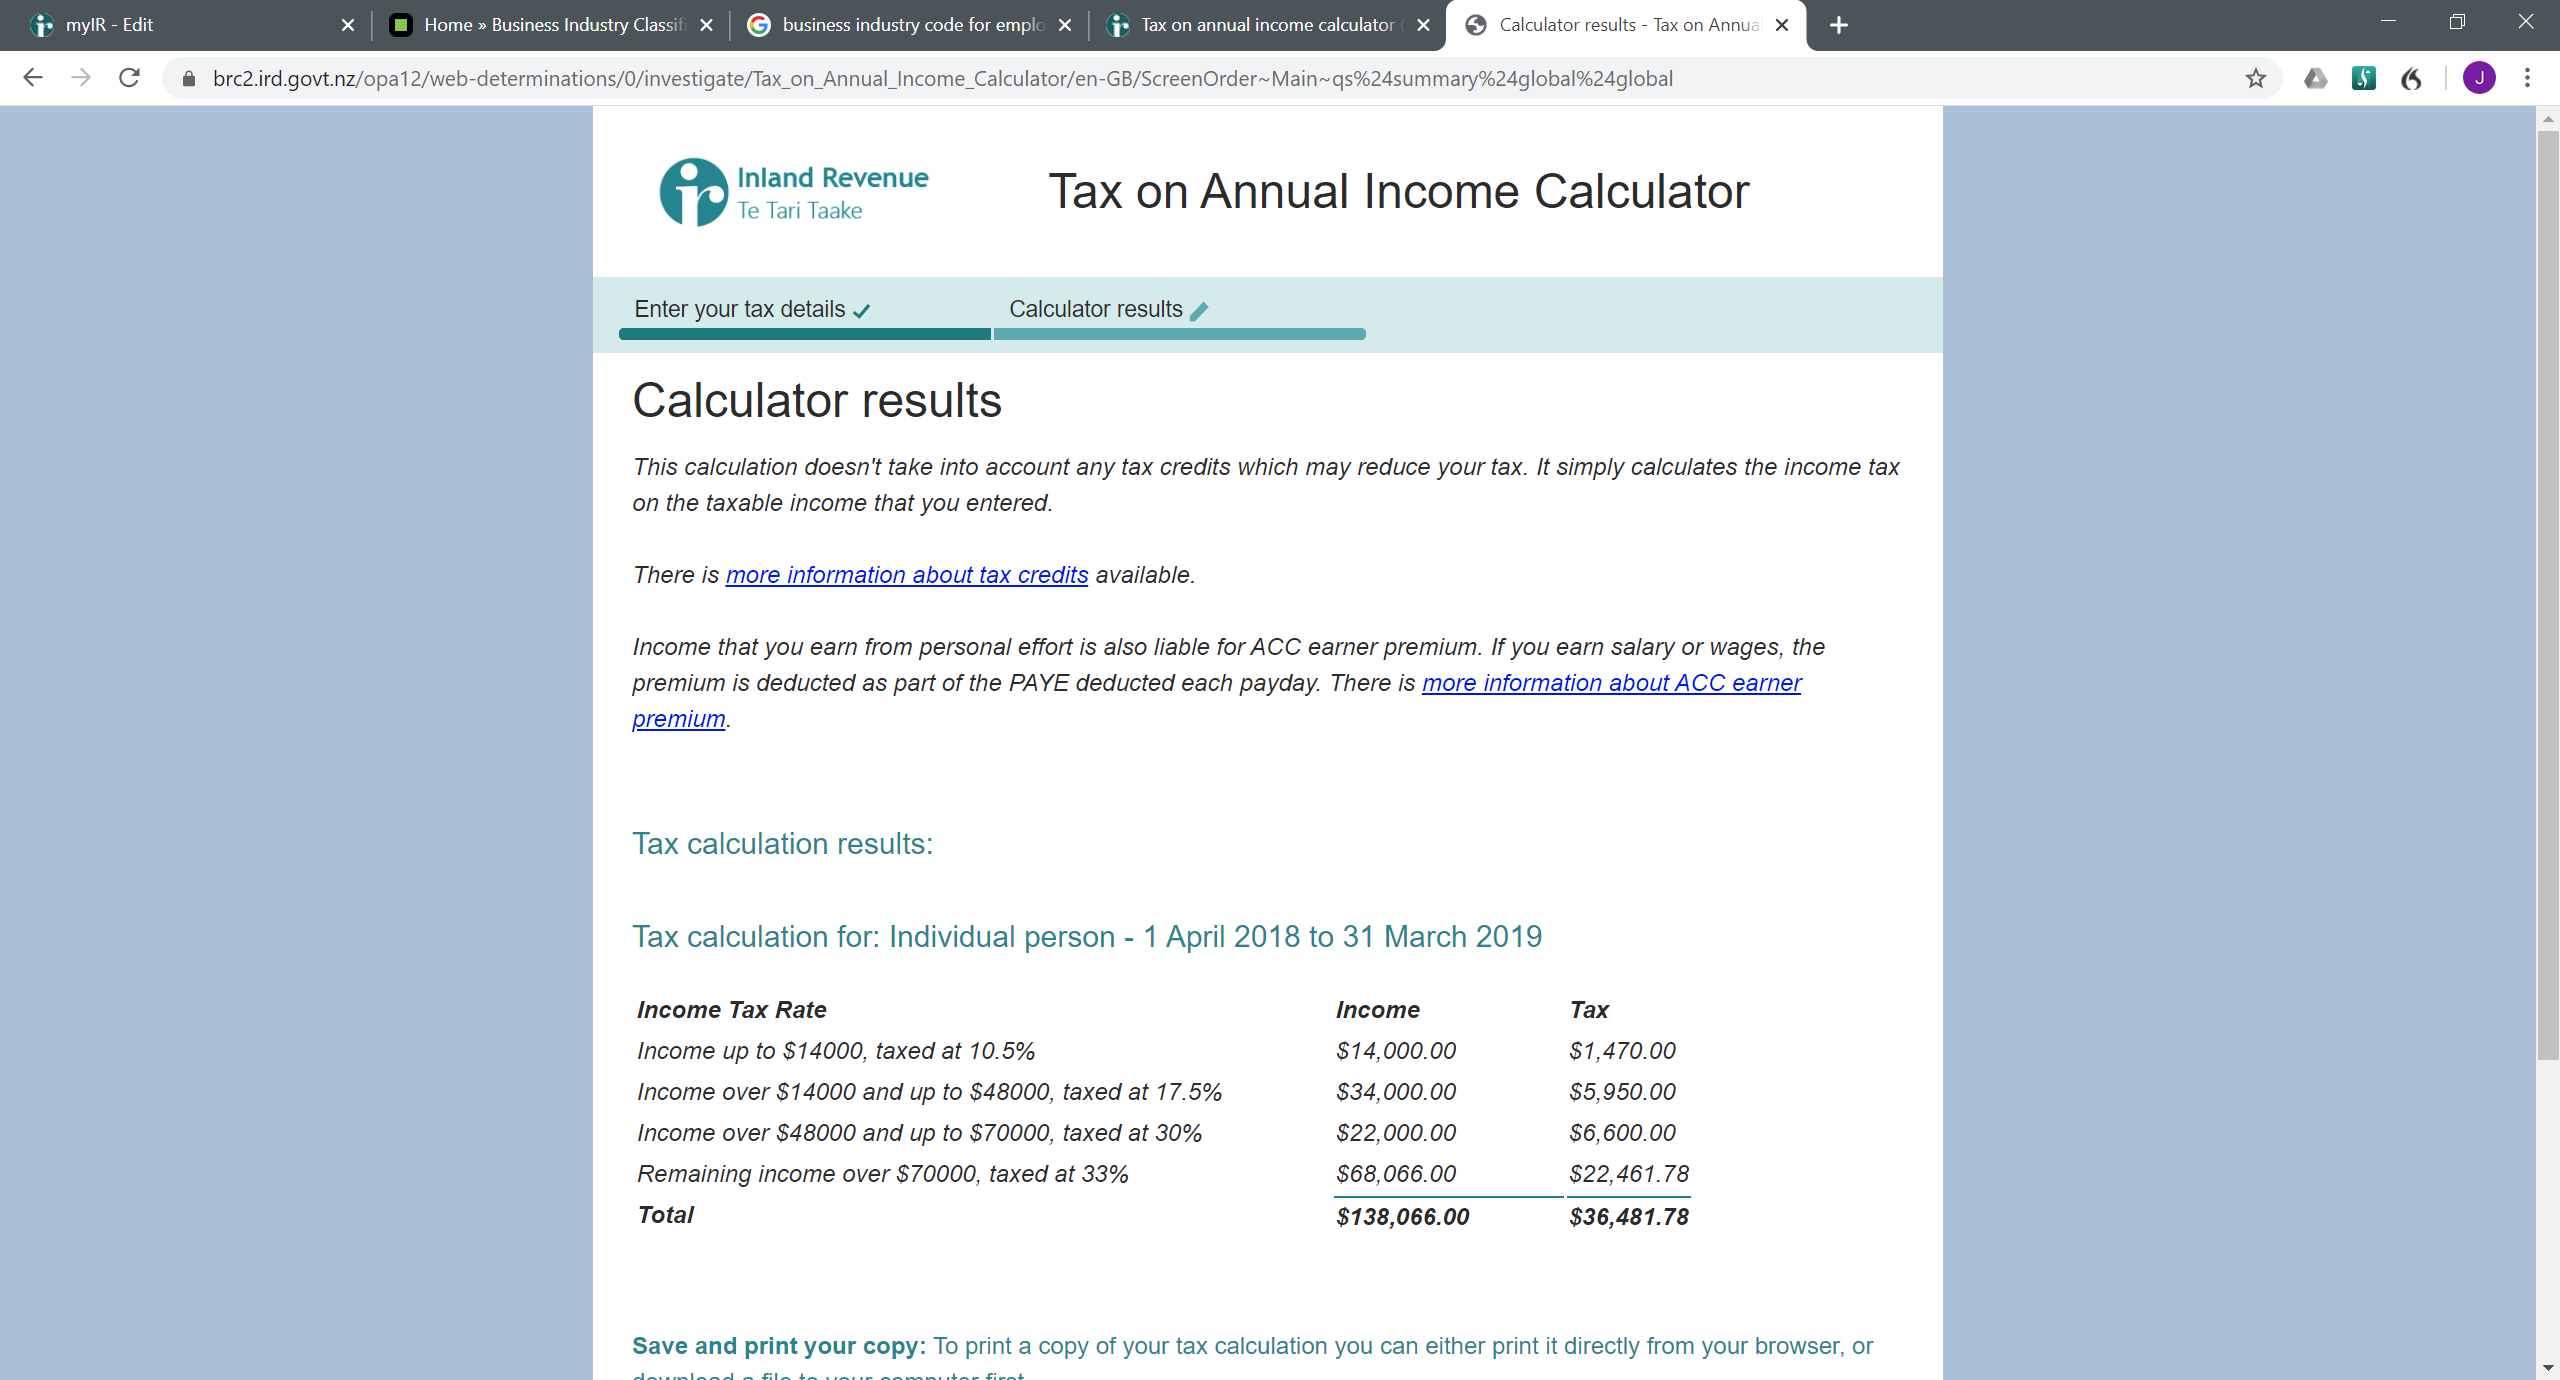 myIR - Edit
Home » Business Industry Classifi
business industry code for emplo
Tax on annual income calculator
Calculator results - Tax on Annua
brc2.ird.govt.nz/opa12/web-determinations/0/investigate/Tax_on_Annual_Income_Calculator/en-GB/ScreenOrder~Main~qs%24summary%24global%24global
J
Inland Revenue
Te Tari Taake
Tax on Annual Income Calculator
Enter your tax details
Calculator results
Calculator results
This calculation doesn't take into account any tax credits which may reduce your tax. It simply calculates the income tax
on the taxable income that you entered.
There is more information about tax credits available.
Income that you earn from personal effort is also liable for ACC earner premium. If you earn salary or wages, the
premium is deducted as part of the PAYE deducted each payday. There is more information about ACC earner
premium.
Tax calculation results:
Tax calculation for: Individual person - 1 April 2018 to 31 March 2019
Income Tax Rate Income Tax
Income up to $14000, taxed at 10.5% $14,000.00 $1,470.00
Income over $14000 and up to $48000, taxed at 17.5% $34,000.00 $5,950.00
Income over $48000 and up to $70000, taxed at 30% $22,000.00 $6,600.00
Remaining income over $70000, taxed at 33% $68,066.00 $22,461.78
Total $138,066.00 $36,481.78
Save and print your copy: To print a copy of your tax calculation you can either print it directly from your browser, or
download a file to your computer first.